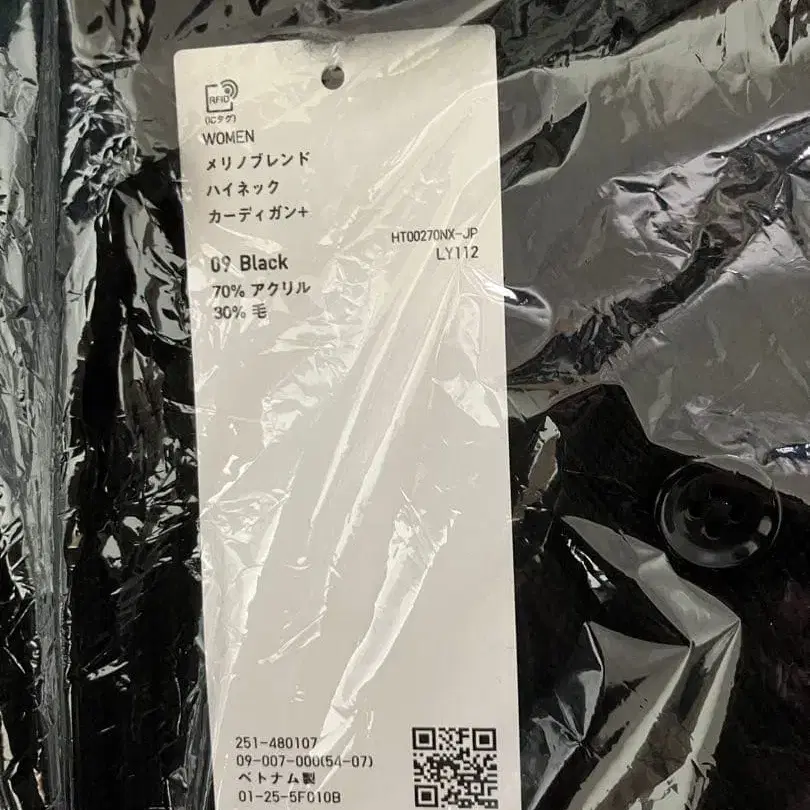 RFID
(ICタグ)
WOMEN
メリノブレンド
ハイネック
カーディガン+
HT00270NX-JP
LY112
09 Black
70% アクリル
30% 毛
251-480107
09-007-000(54-07)
ベトナム製
01-25-5F010B